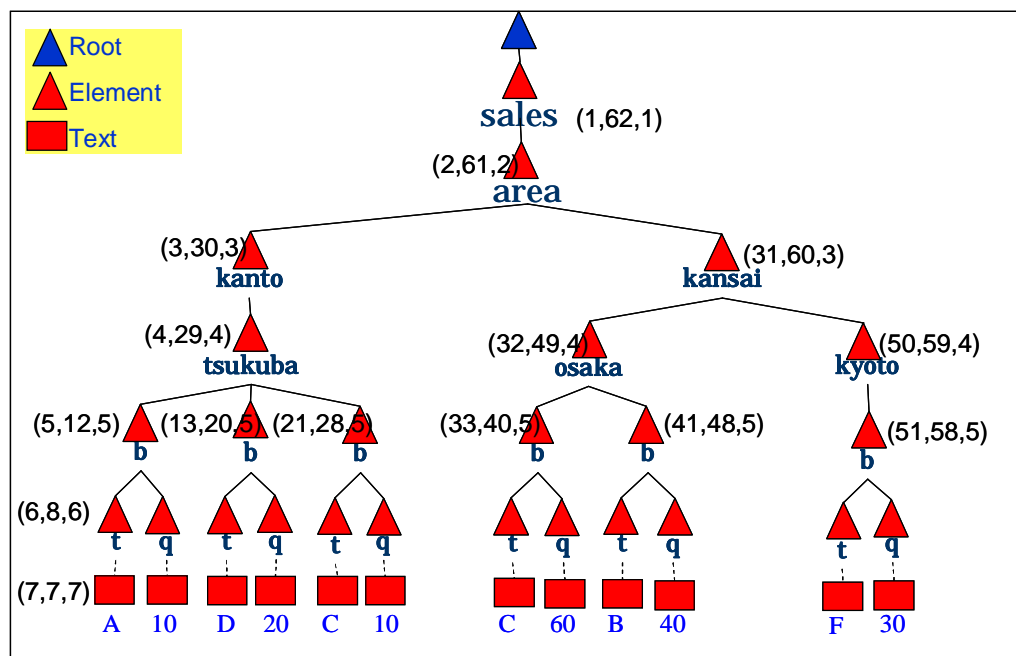 Root
Element
Text
sales (1,62,1)
(2,61,2)
area
(3,30,3) (31,60,3)
kanto kansai
(4,29,4) (32,49,4) (50,59,4)
tsukuba osaka kyoto
(5,12,5) (13,20,5) (21,28,5) (33,40,5) (41,48,5) (51,58,5)
b b b b b b
(6,8,6)
t q t q t q t q t q t q
(7,7,7)
A 10 D 20 C 10 C 60 B 40 F 30